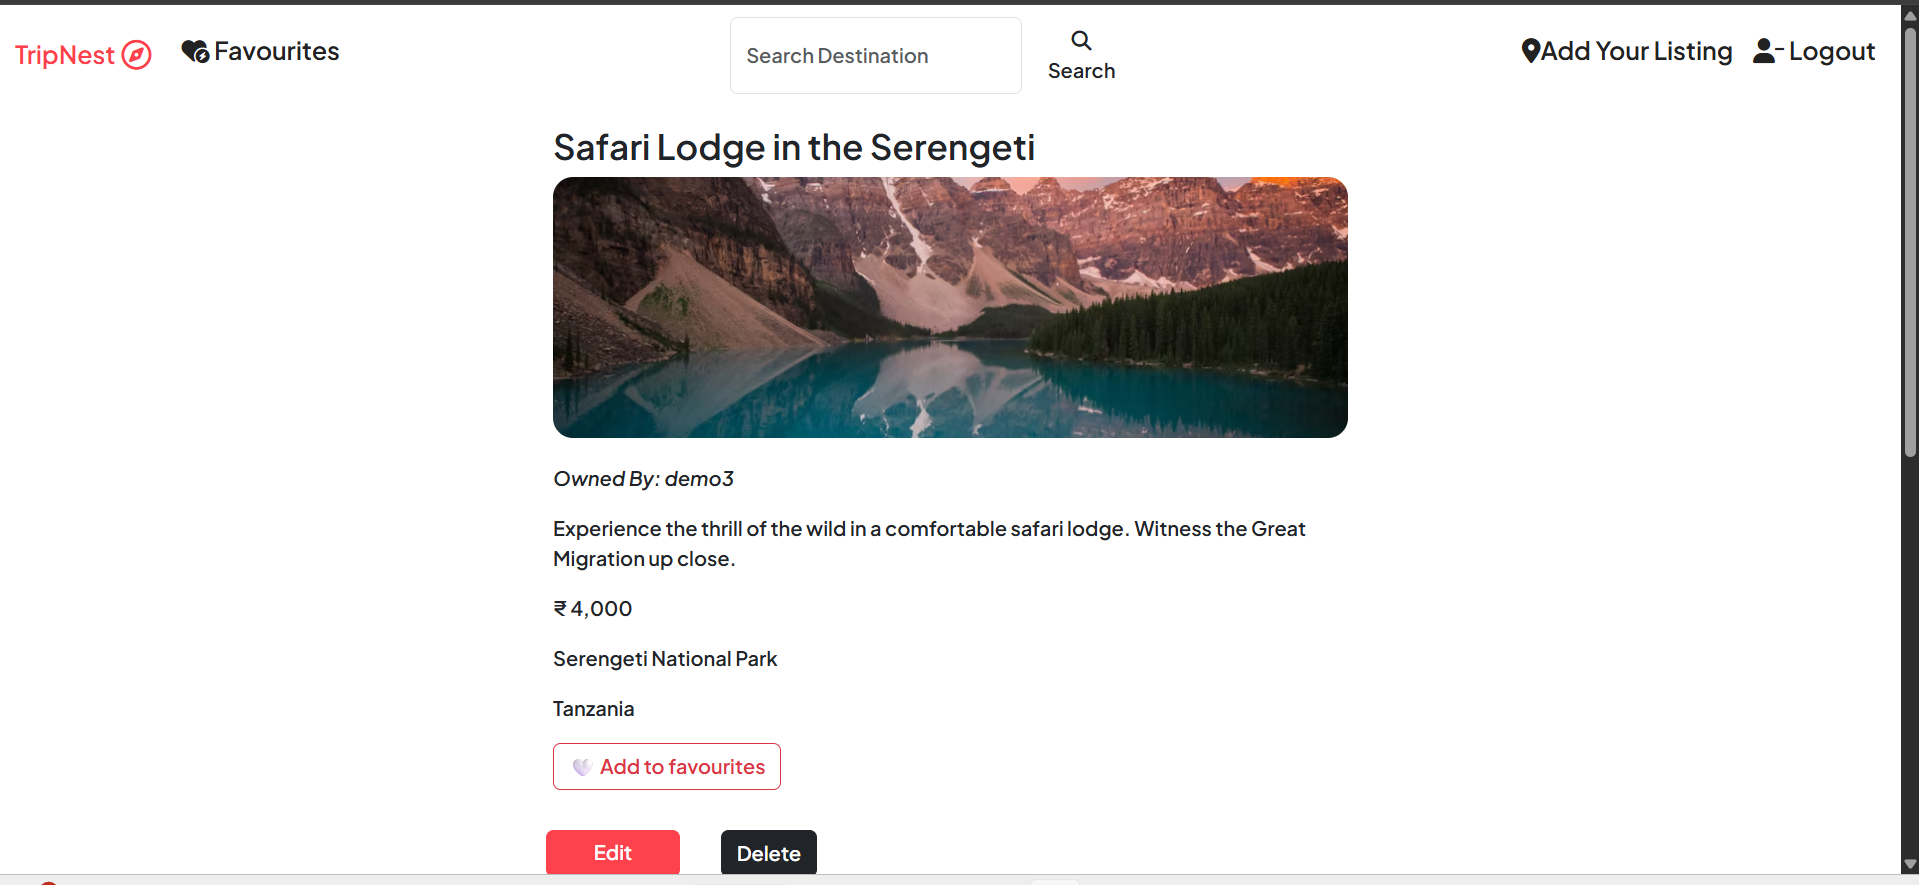 TripNest
Favourites
Search Destination
Search
Add Your Listing
Logout
Safari Lodge in the Serengeti
Owned By: demo3
Experience the thrill of the wild in a comfortable safari lodge. Witness the Great
Migration up close.
₹ 4,000
Serengeti National Park
Tanzania
Add to favourites
Edit
Delete